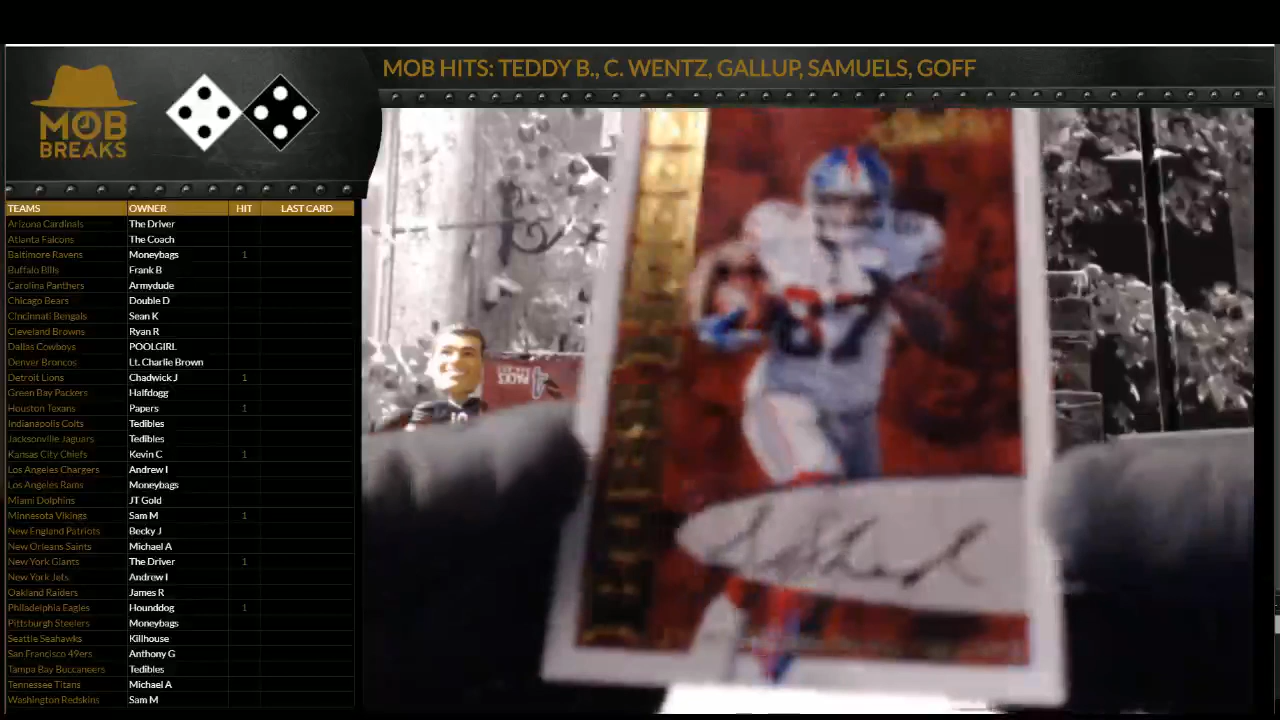 MOB HITS: TEDDY B., C. WENTZ, GALLUP, SAMUELS, GOFF
MOB
BREAKS
TEAMS OWNER HIT LAST CARD
Arizona Cardinals The Driver
Atlanta Falcons The Coach
Baltimore Ravens Moneybags 1
Buffalo Bills Frank B
Carolina Panthers Armydude
Chicago Bears Double D
Cincinnati Bengals Sean K
Cleveland Browns Ryan R
Dallas Cowboys POOLGIRL
Denver Broncos Lt. Charlie Brown
Detroit Lions Chadwick J 1
Green Bay Packers Halfdogg
Houston Texans Papers 1
Indianapolis Colts Tedibles
Jacksonville Jaguars Tedibles
Kansas City Chiefs Kevin C 1
Los Angeles Chargers Andrew I
Los Angeles Rams Moneybags
Miami Dolphins JT Gold
Minnesota Vikings Sam M 1
New England Patriots Becky J
New Orleans Saints Michael A
New York Giants The Driver 1
New York Jets Andrew I
Oakland Raiders James R
Philadelphia Eagles Hounddog 1
Pittsburgh Steelers Moneybags
Seattle Seahawks Killhouse
San Francisco 49ers Anthony G
Tampa Bay Buccaneers Tedibles
Tennessee Titans Michael A
Washington Redskins Sam M
87
4 PACKS
10